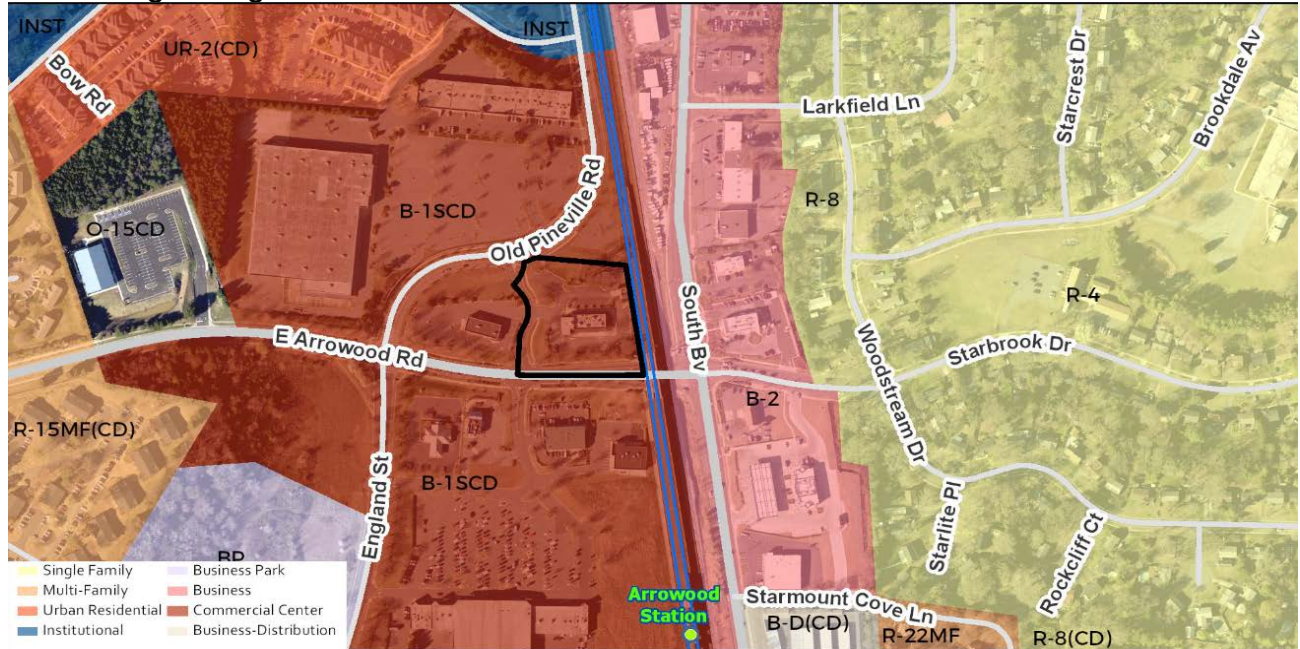 INST
INST
UR-2(CD)
Bow Rd
Larkfield Ln
Starcrest Dr
Brookdale Av
R-8
B-1SCD
O-15CD
Old Pineville Rd
South Bv
R-4
E Arrowood Rd
Woodstream Dr
Starbrook Dr
B-2
R-15MF(CD)
B-1SCD
England St
Starlite Pl
Rockcliff Ct
BP
Single Family
Multi-Family
Urban Residential
Institutional
Business Park
Business
Commercial Center
Business-Distribution
Arrowood
Station
Starmount Cove Ln
B-D(CD)
R-22MF
R-8(CD)